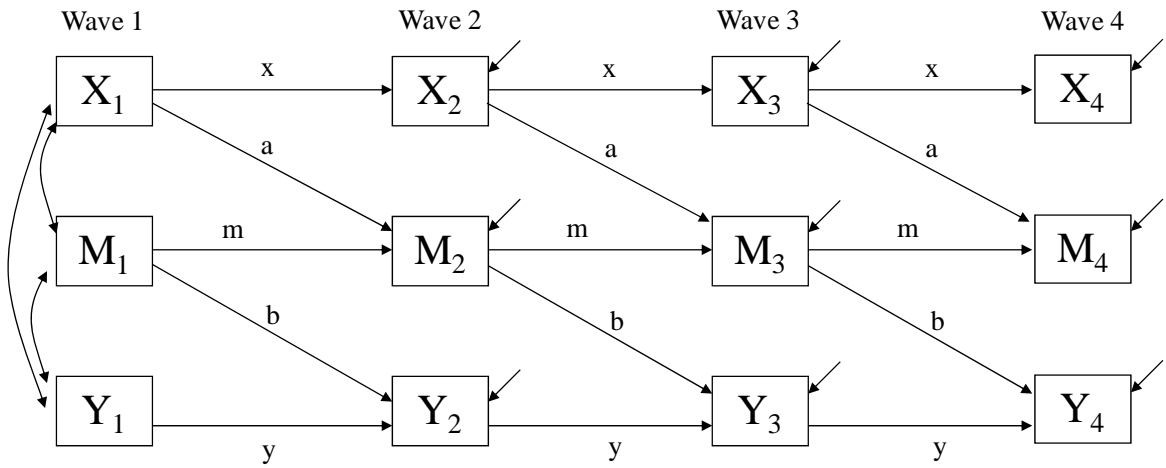 Wave 1 Wave 2 Wave 3 Wave 4
X₁ x X₂ x X₃ x X₄
a a a
M₁ m M₂ m M₃ m M₄
b b b
Y₁ Y₂ Y₃ Y₄
y y y